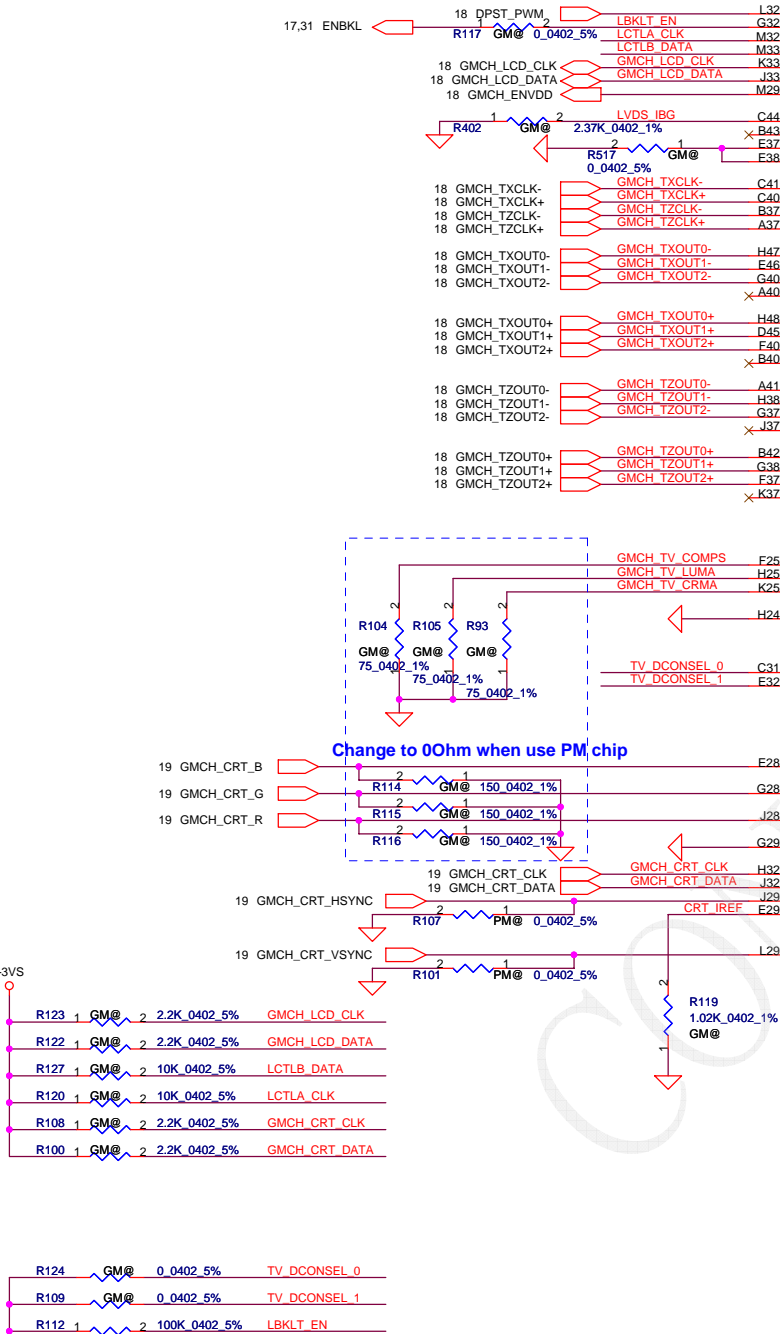 18 DPST_PWM L32
17,31 ENBKL R117 1 GM@ 2 0_0402_5% LBKLT_EN G32
LCTLA_CLK M32
LCTLB_DATA M33
18 GMCH_LCD_CLK GMCH_LCD_CLK K33
18 GMCH_LCD_DATA GMCH_LCD_DATA J33
18 GMCH_ENVDD M29
R402 1 GM@ 2 2.37K_0402_1% LVDS_IBG C44
B43
2 R517 1 GM@ E37
0_0402_5% E38
18 GMCH_TXCLK- GMCH_TXCLK- C41
18 GMCH_TXCLK+ GMCH_TXCLK+ C40
18 GMCH_TZCLK- GMCH_TZCLK- B37
18 GMCH_TZCLK+ GMCH_TZCLK+ A37
18 GMCH_TXOUT0- GMCH_TXOUT0- H47
18 GMCH_TXOUT1- GMCH_TXOUT1- E46
18 GMCH_TXOUT2- GMCH_TXOUT2- G40
A40
18 GMCH_TXOUT0+ GMCH_TXOUT0+ H48
18 GMCH_TXOUT1+ GMCH_TXOUT1+ D45
18 GMCH_TXOUT2+ GMCH_TXOUT2+ F40
B40
18 GMCH_TZOUT0- GMCH_TZOUT0- A41
18 GMCH_TZOUT1- GMCH_TZOUT1- H38
18 GMCH_TZOUT2- GMCH_TZOUT2- G37
J37
18 GMCH_TZOUT0+ GMCH_TZOUT0+ B42
18 GMCH_TZOUT1+ GMCH_TZOUT1+ G38
18 GMCH_TZOUT2+ GMCH_TZOUT2+ F37
K37
GMCH_TV_COMPS F25
GMCH_TV_LUMA H25
GMCH_TV_CRMA K25
2 2 2
H24
R104 R105 R93
GM@ GM@ GM@
75_0402_1%
1 1 1
75_0402_1%
75_0402_1%
TV_DCONSEL_0 C31
TV_DCONSEL_1 E32
Change to 0Ohm when use PM chip
19 GMCH_CRT_B E28
R114 2 1 GM@ 150_0402_1%
19 GMCH_CRT_G G28
R115 2 1 GM@ 150_0402_1%
19 GMCH_CRT_R J28
R116 2 1 GM@ 150_0402_1%
G29
19 GMCH_CRT_CLK GMCH_CRT_CLK H32
19 GMCH_CRT_DATA GMCH_CRT_DATA J32
19 GMCH_CRT_HSYNC J29
R107 2 1 PM@ 0_0402_5% CRT_IREF E29
19 GMCH_CRT_VSYNC L29
R101 2 1 PM@ 0_0402_5%
2
R119
1.02K_0402_1%
GM@
1
3VS
R123 1 GM@ 2 2.2K_0402_5% GMCH_LCD_CLK
R122 1 GM@ 2 2.2K_0402_5% GMCH_LCD_DATA
R127 1 GM@ 2 10K_0402_5% LCTLB_DATA
R120 1 GM@ 2 10K_0402_5% LCTLA_CLK
R108 1 GM@ 2 2.2K_0402_5% GMCH_CRT_CLK
R100 1 GM@ 2 2.2K_0402_5% GMCH_CRT_DATA
R124 GM@ 0_0402_5% TV_DCONSEL_0
R109 GM@ 0_0402_5% TV_DCONSEL_1
R112 1 2 100K_0402_5% LBKLT_EN